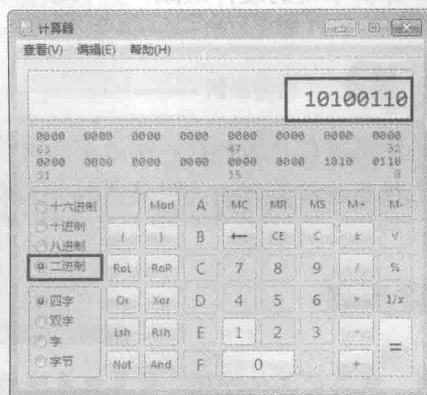 计算器
查看(V) 编辑(E) 帮助(H)
10100110
0000 0000 0000 0000 0000 0000 0000 0000
63 47 32
0000 0000 0000 0000 0000 0000 1010 0110
31 15 0
十六进制 Mod A MC MR MS M+ M-
十进制 ( ) B ← CE C ± √
八进制
二进制 RoL RoR C 7 8 9 / %
四字 Or Xor D 4 5 6 * 1/x
双字
字 Lsh Rsh E 1 2 3 - =
字节 Not And F 0 . +